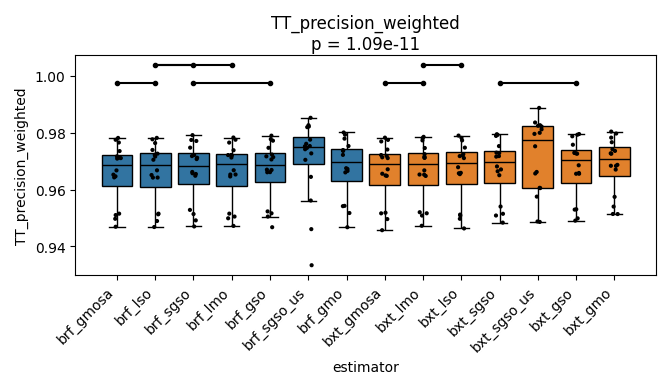 TT_precision_weighted
p = 1.09e-11
TT_precision_weighted
1.00
0.98
0.96
0.94
brf_gmosa
brf_lso
brf_sgso
brf_lmo
brf_gso
brf_sgso_us
brf_gmo
bxt_gmosa
bxt_lmo
bxt_lso
bxt_sgso
bxt_sgso_us
bxt_gso
bxt_gmo
estimator